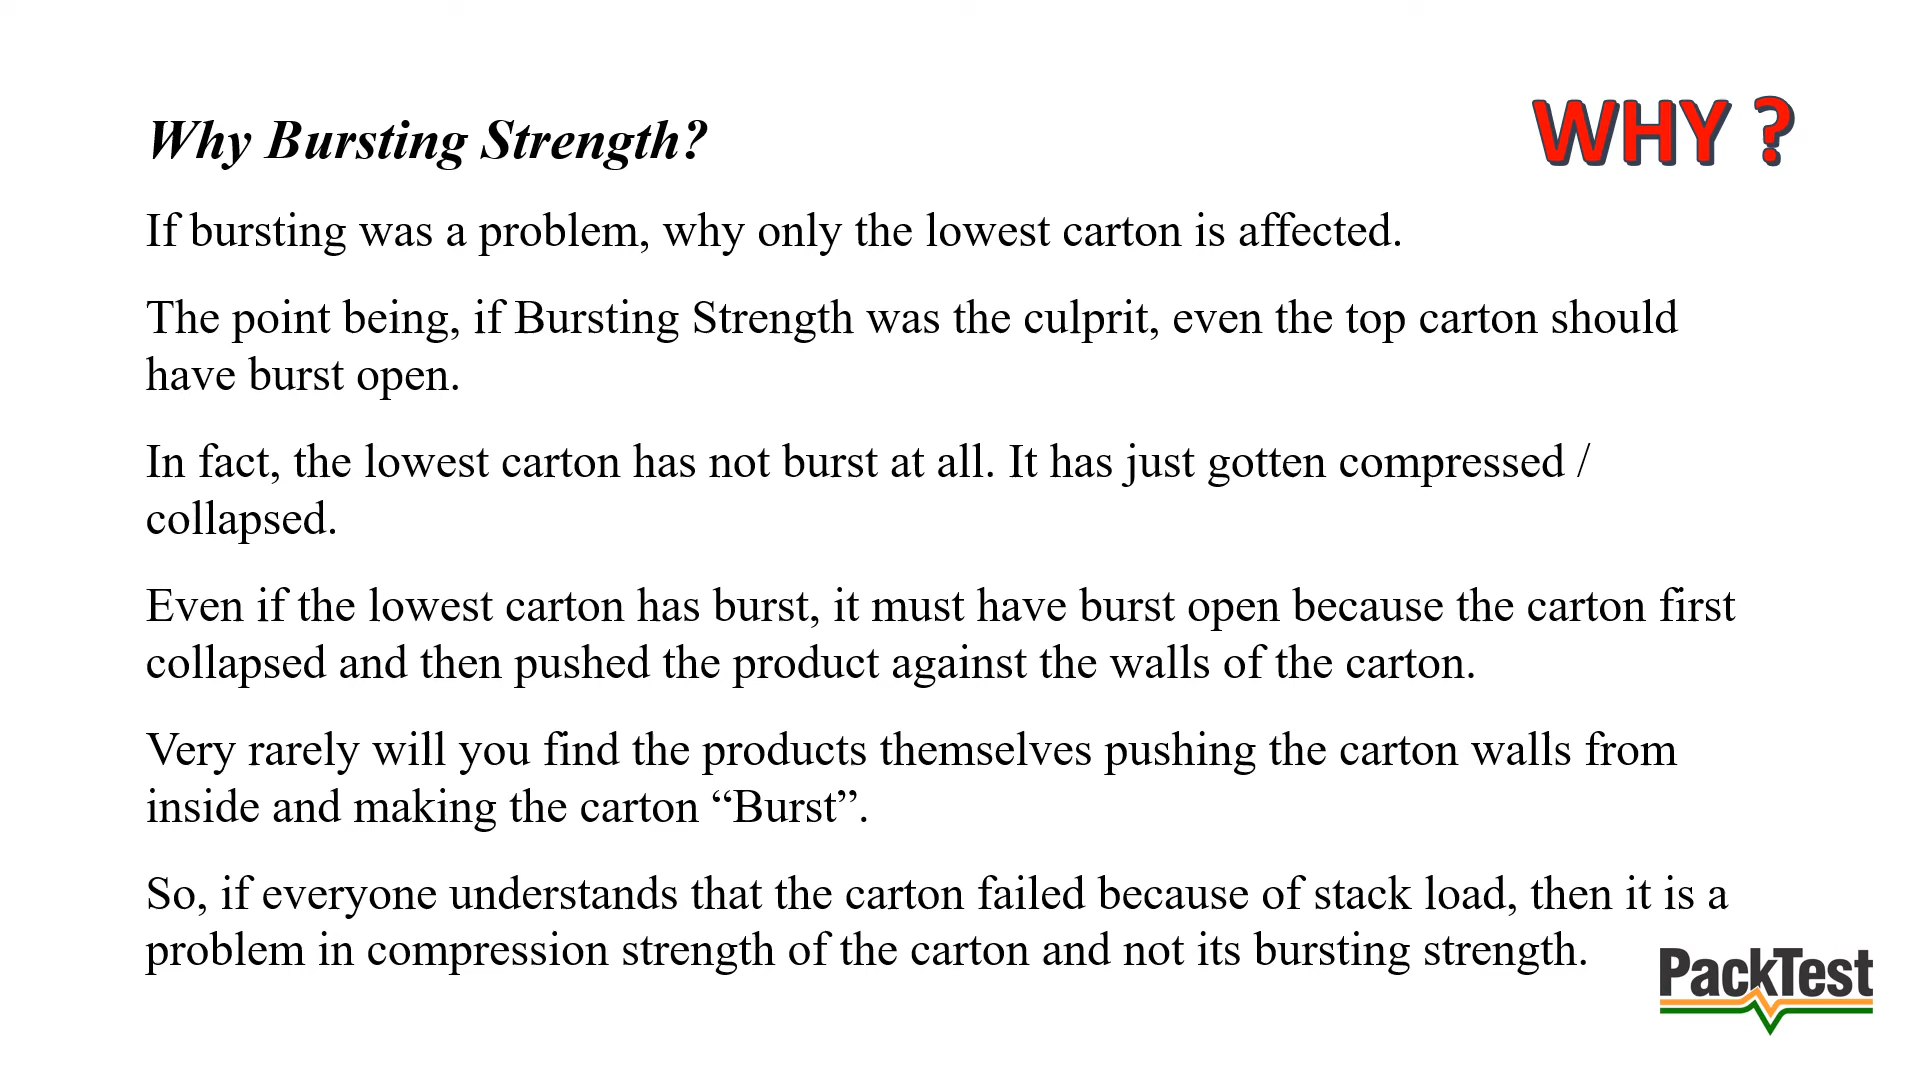 Why Bursting Strength?
WHY ?
If bursting was a problem, why only the lowest carton is affected.
The point being, if Bursting Strength was the culprit, even the top carton should
have burst open.
In fact, the lowest carton has not burst at all. It has just gotten compressed /
collapsed.
Even if the lowest carton has burst, it must have burst open because the carton first
collapsed and then pushed the product against the walls of the carton.
Very rarely will you find the products themselves pushing the carton walls from
inside and making the carton “Burst”.
So, if everyone understands that the carton failed because of stack load, then it is a
problem in compression strength of the carton and not its bursting strength.
PackTest